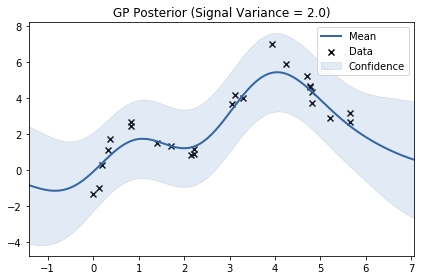 GP Posterior (Signal Variance = 2.0)
8
6
4
2
0
−2
−4
−1 0 1 2 3 4 5 6 7
Mean
Data
Confidence